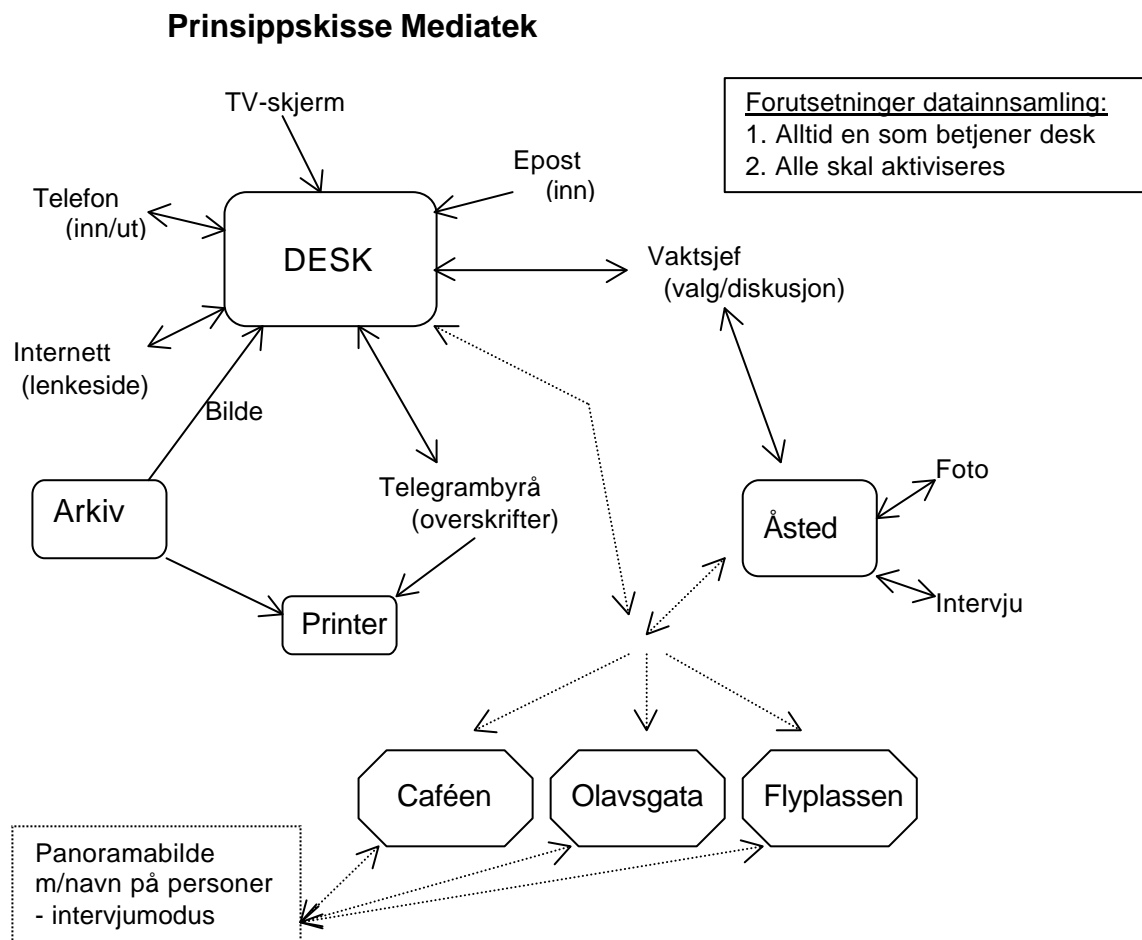 Prinsippskisse Mediatek
TV-skjerm
Forutsetninger datainnsamling:
1. Alltid en som betjener desk
2. Alle skal aktiviseres
Epost
(inn)
Telefon
(inn/ut)
DESK
Vaktsjef
(valg/diskusjon)
Internett
(lenkeside)
Bilde
Arkiv
Telegrambyrå
(overskrifter)
Foto
Åsted
Printer
Intervju
Caféen
Olavsgata
Flyplassen
Panoramabilde
m/navn på personer
- intervjumodus